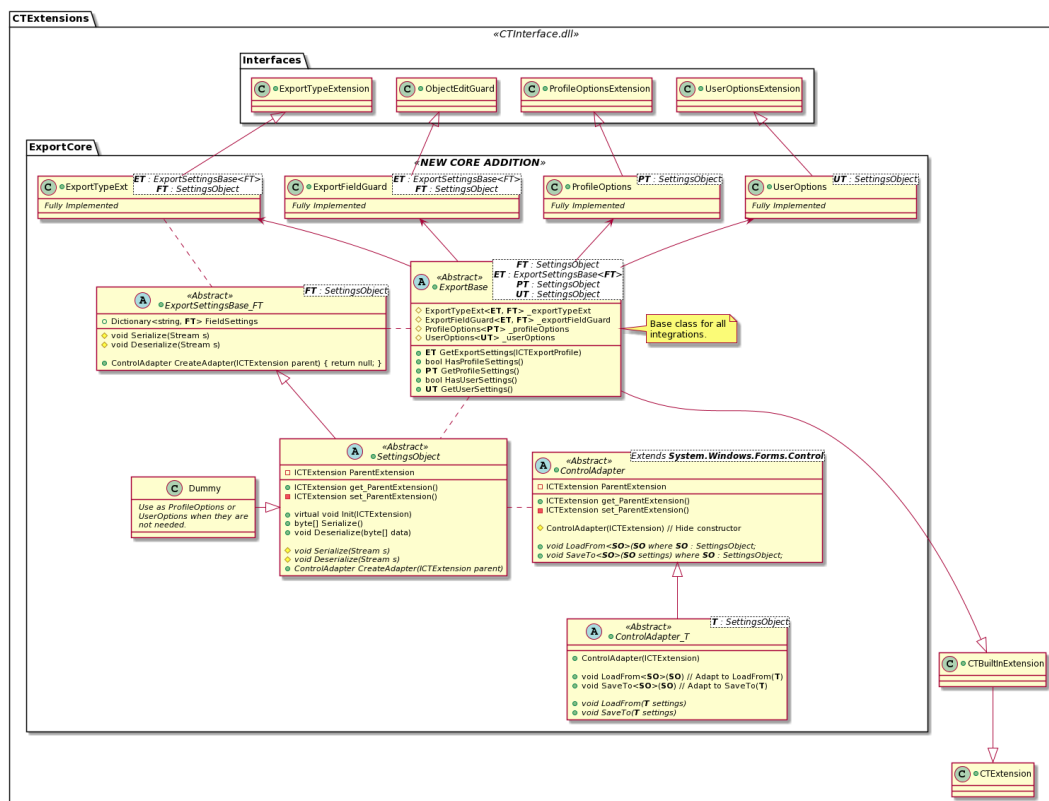 CTExtensions
«CTInterface.dll»
Interfaces
C ExportTypeExtension
C ObjectEditGuard
C ProfileOptionsExtension
C UserOptionsExtension
ExportCore
«NEW CORE ADDITION»
C ExportTypeExt
ET : ExportSettingsBase<FT>
FT : SettingsObject
Fully Implemented
C ExportFieldGuard
ET : ExportSettingsBase<FT>
FT : SettingsObject
Fully Implemented
C ProfileOptions
PT : SettingsObject
Fully Implemented
C UserOptions
UT : SettingsObject
Fully Implemented
A «Abstract»
ExportSettingsBase_FT
FT : SettingsObject
Dictionary<string, FT> FieldSettings
void Serialize(Stream s)
void Deserialize(Stream s)
ControlAdapter CreateAdapter(ICTExtension parent) { return null; }
A «Abstract»
ExportBase
FT : SettingsObject
ET : ExportSettingsBase<FT>
PT : SettingsObject
UT : SettingsObject
ExportTypeExt<ET, FT> _exportTypeExt
ExportFieldGuard<ET, FT> _exportFieldGuard
ProfileOptions<PT> _profileOptions
UserOptions<UT> _userOptions
ET GetExportSettings(ICTExportProfile)
bool HasProfileSettings()
PT GetProfileSettings()
bool HasUserSettings()
UT GetUserSettings()
Base class for all
integrations.
C Dummy
Use as ProfileOptions or
UserOptions when they are
not needed.
A «Abstract»
SettingsObject
ICTExtension ParentExtension
ICTExtension get_ParentExtension()
ICTExtension set_ParentExtension()
virtual void Init(ICTExtension)
byte[] Serialize()
void Deserialize(byte[] data)
void Serialize(Stream s)
void Deserialize(Stream s)
ControlAdapter CreateAdapter(ICTExtension parent)
A «Abstract»
ControlAdapter
Extends System.Windows.Forms.Control
ICTExtension ParentExtension
ICTExtension get_ParentExtension()
ICTExtension set_ParentExtension()
ControlAdapter(ICTExtension) // Hide constructor
void LoadFrom<SO>(SO where SO : SettingsObject;
void SaveTo<SO>(SO settings) where SO : SettingsObject;
A «Abstract»
ControlAdapter_T
T : SettingsObject
ControlAdapter(ICTExtension)
void LoadFrom<SO>(SO) // Adapt to LoadFrom(T)
void SaveTo<SO>(SO) // Adapt to SaveTo(T)
void LoadFrom(T settings)
void SaveTo(T settings)
C CTBuiltInExtension
C CTExtension